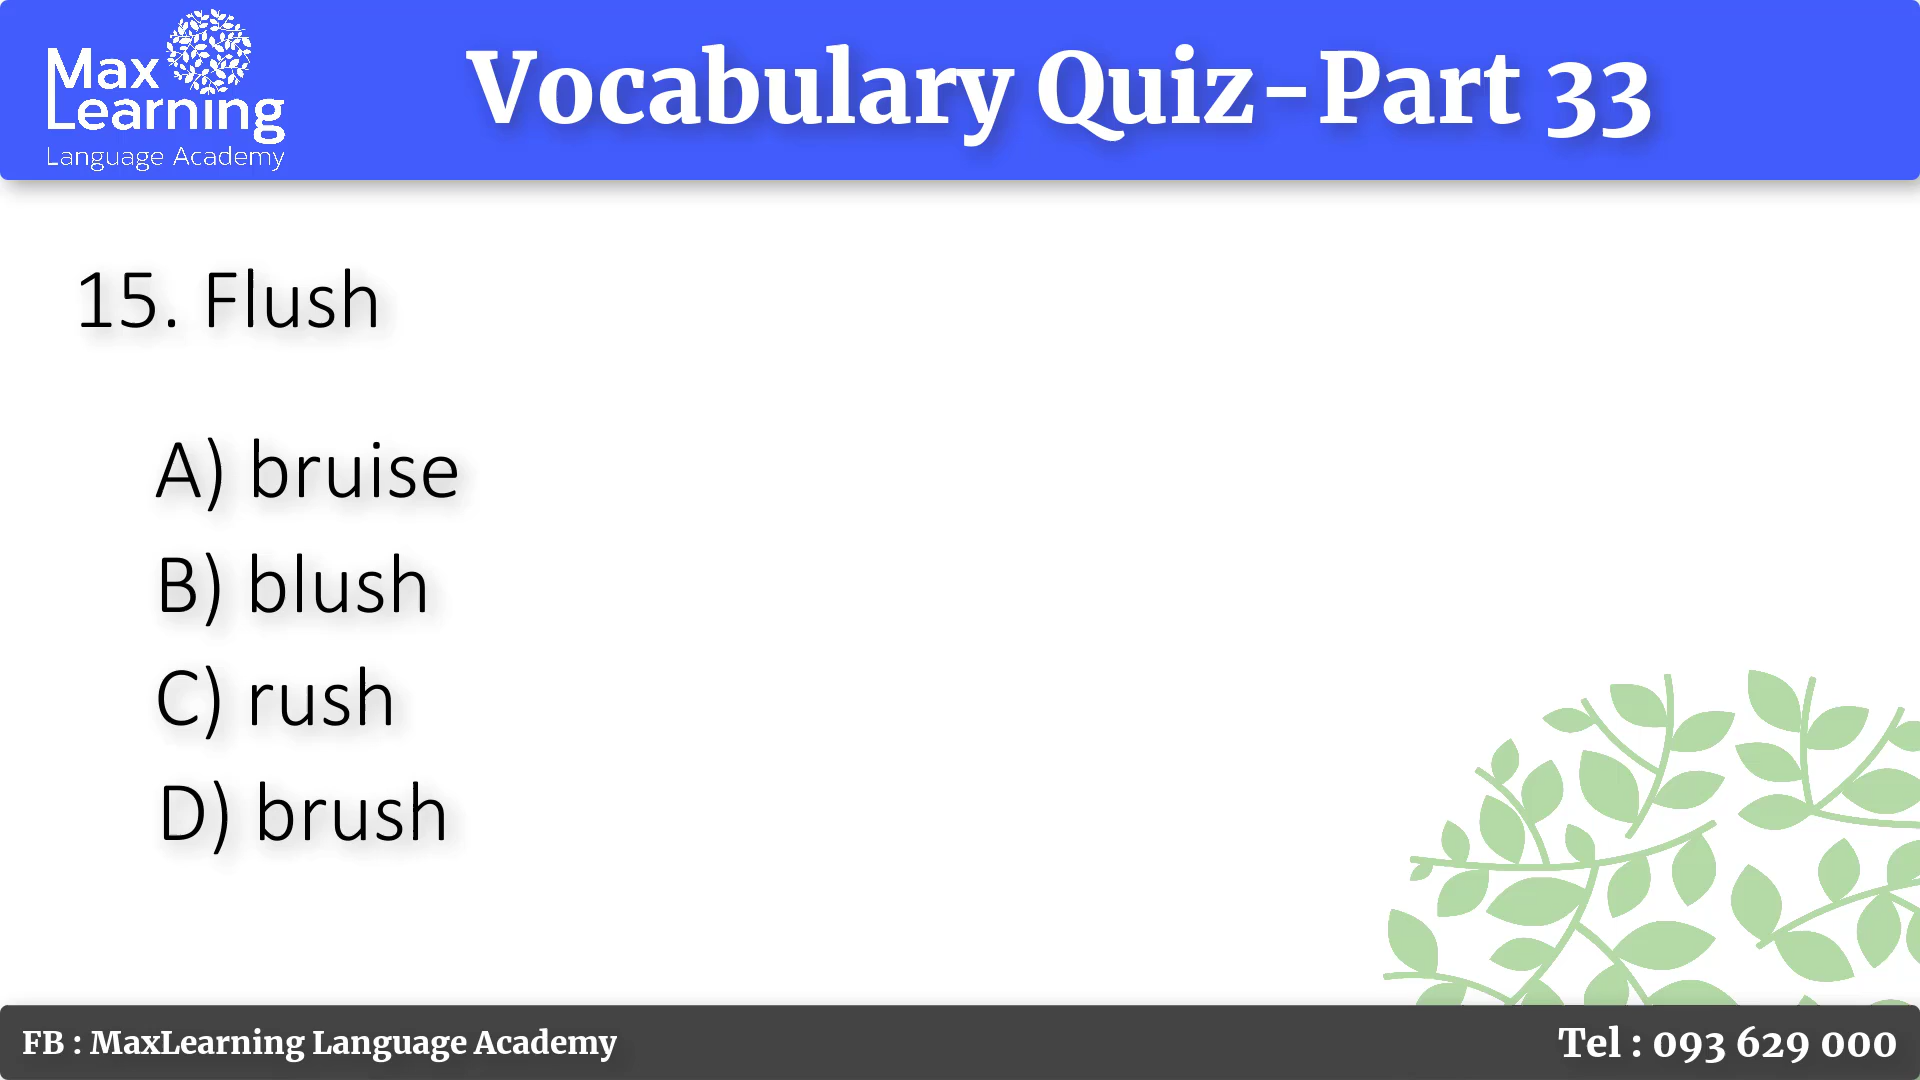 Max
Learning
Language Academy
Vocabulary Quiz-Part 33
15. Flush
A) bruise
B) blush
C) rush
D) brush
FB : MaxLearning Language Academy
Tel : 093 629 000